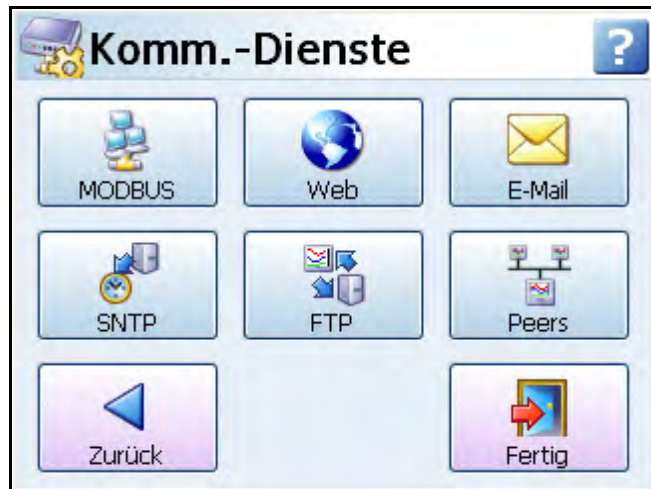 Komm.-Dienste ?
MODBUS Web E-Mail
SNTP FTP Peers
Zurück Fertig